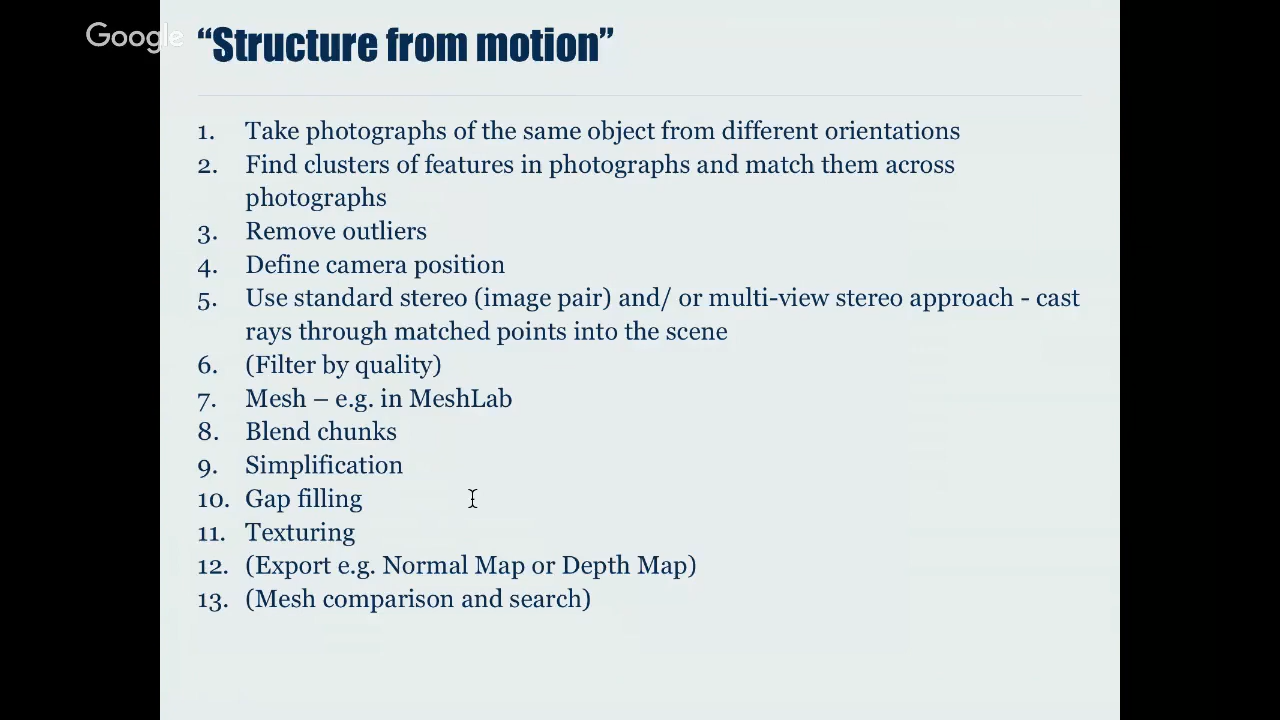 Google
“Structure from motion”
1. Take photographs of the same object from different orientations
2. Find clusters of features in photographs and match them across
photographs
3. Remove outliers
4. Define camera position
5. Use standard stereo (image pair) and/ or multi-view stereo approach - cast
rays through matched points into the scene
6. (Filter by quality)
7. Mesh – e.g. in MeshLab
8. Blend chunks
9. Simplification
10. Gap filling
11. Texturing
12. (Export e.g. Normal Map or Depth Map)
13. (Mesh comparison and search)